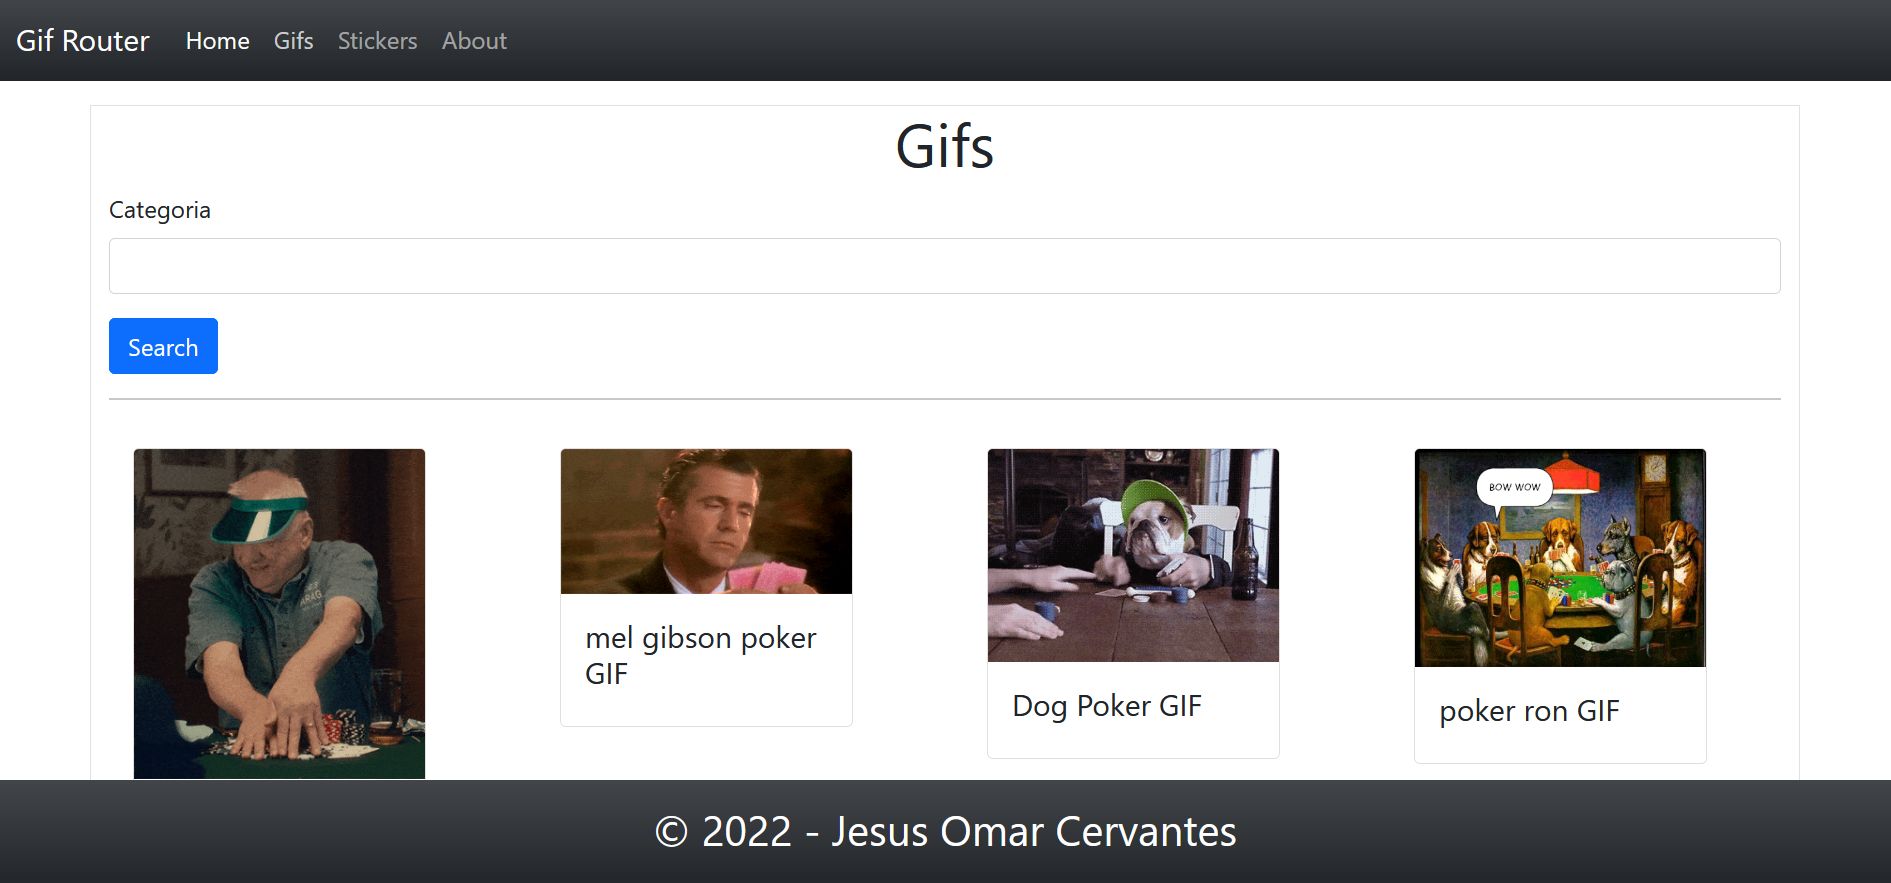 Gif Router Home Gifs Stickers About
Gifs
Categoria
Search
BOW WOW
mel gibson poker
GIF
Dog Poker GIF
poker ron GIF
© 2022 - Jesus Omar Cervantes